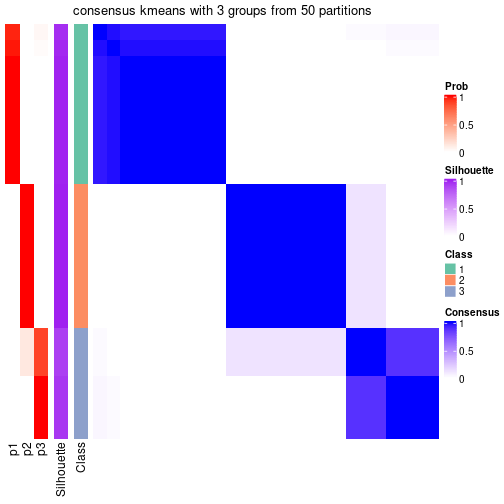 consensus kmeans with 3 groups from 50 partitions
Prob
1
0.5
0
Silhouette
1
0.5
0
Class
1
2
3
Consensus
1
0.5
0
p1
p2
p3
Silhouette
Class